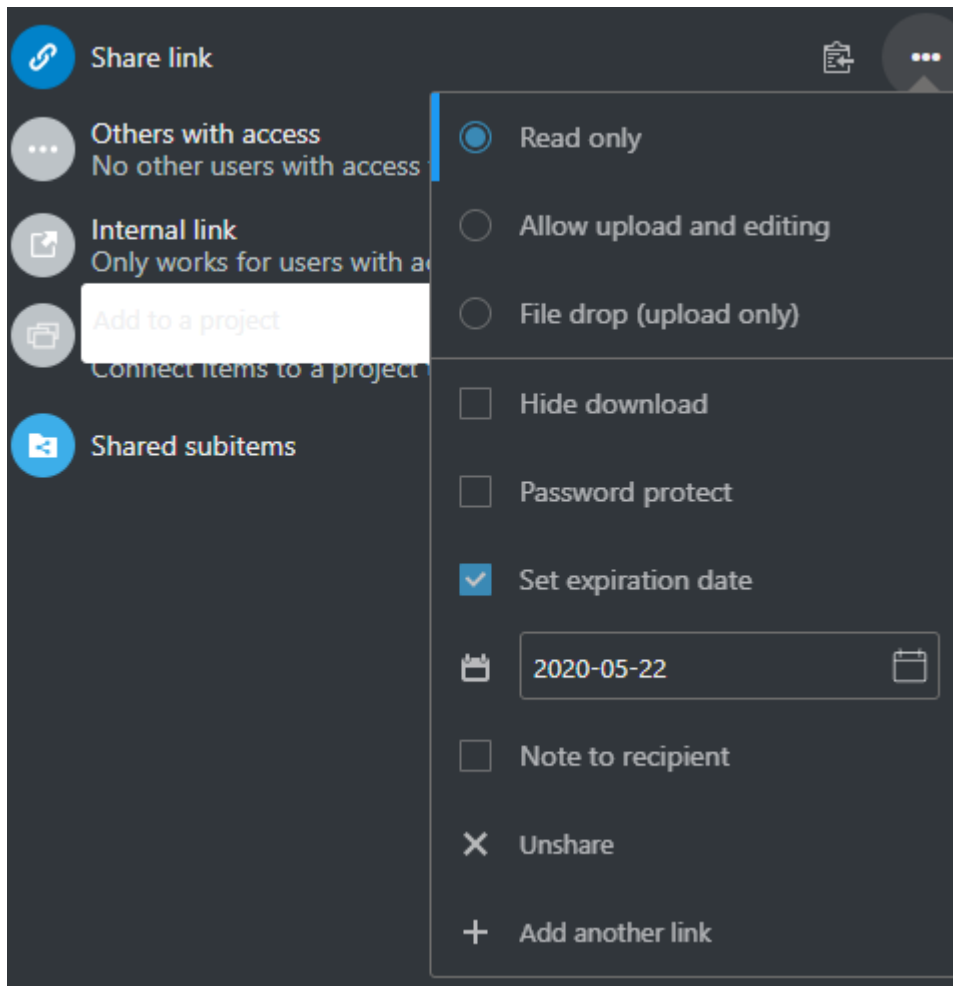 Share link
Others with access
No other users with access
Internal link
Only works for users with a
Add to a project
Connect items to a project
Shared subitems
Read only
Allow upload and editing
File drop (upload only)
Hide download
Password protect
Set expiration date
2020-05-22
Note to recipient
Unshare
Add another link